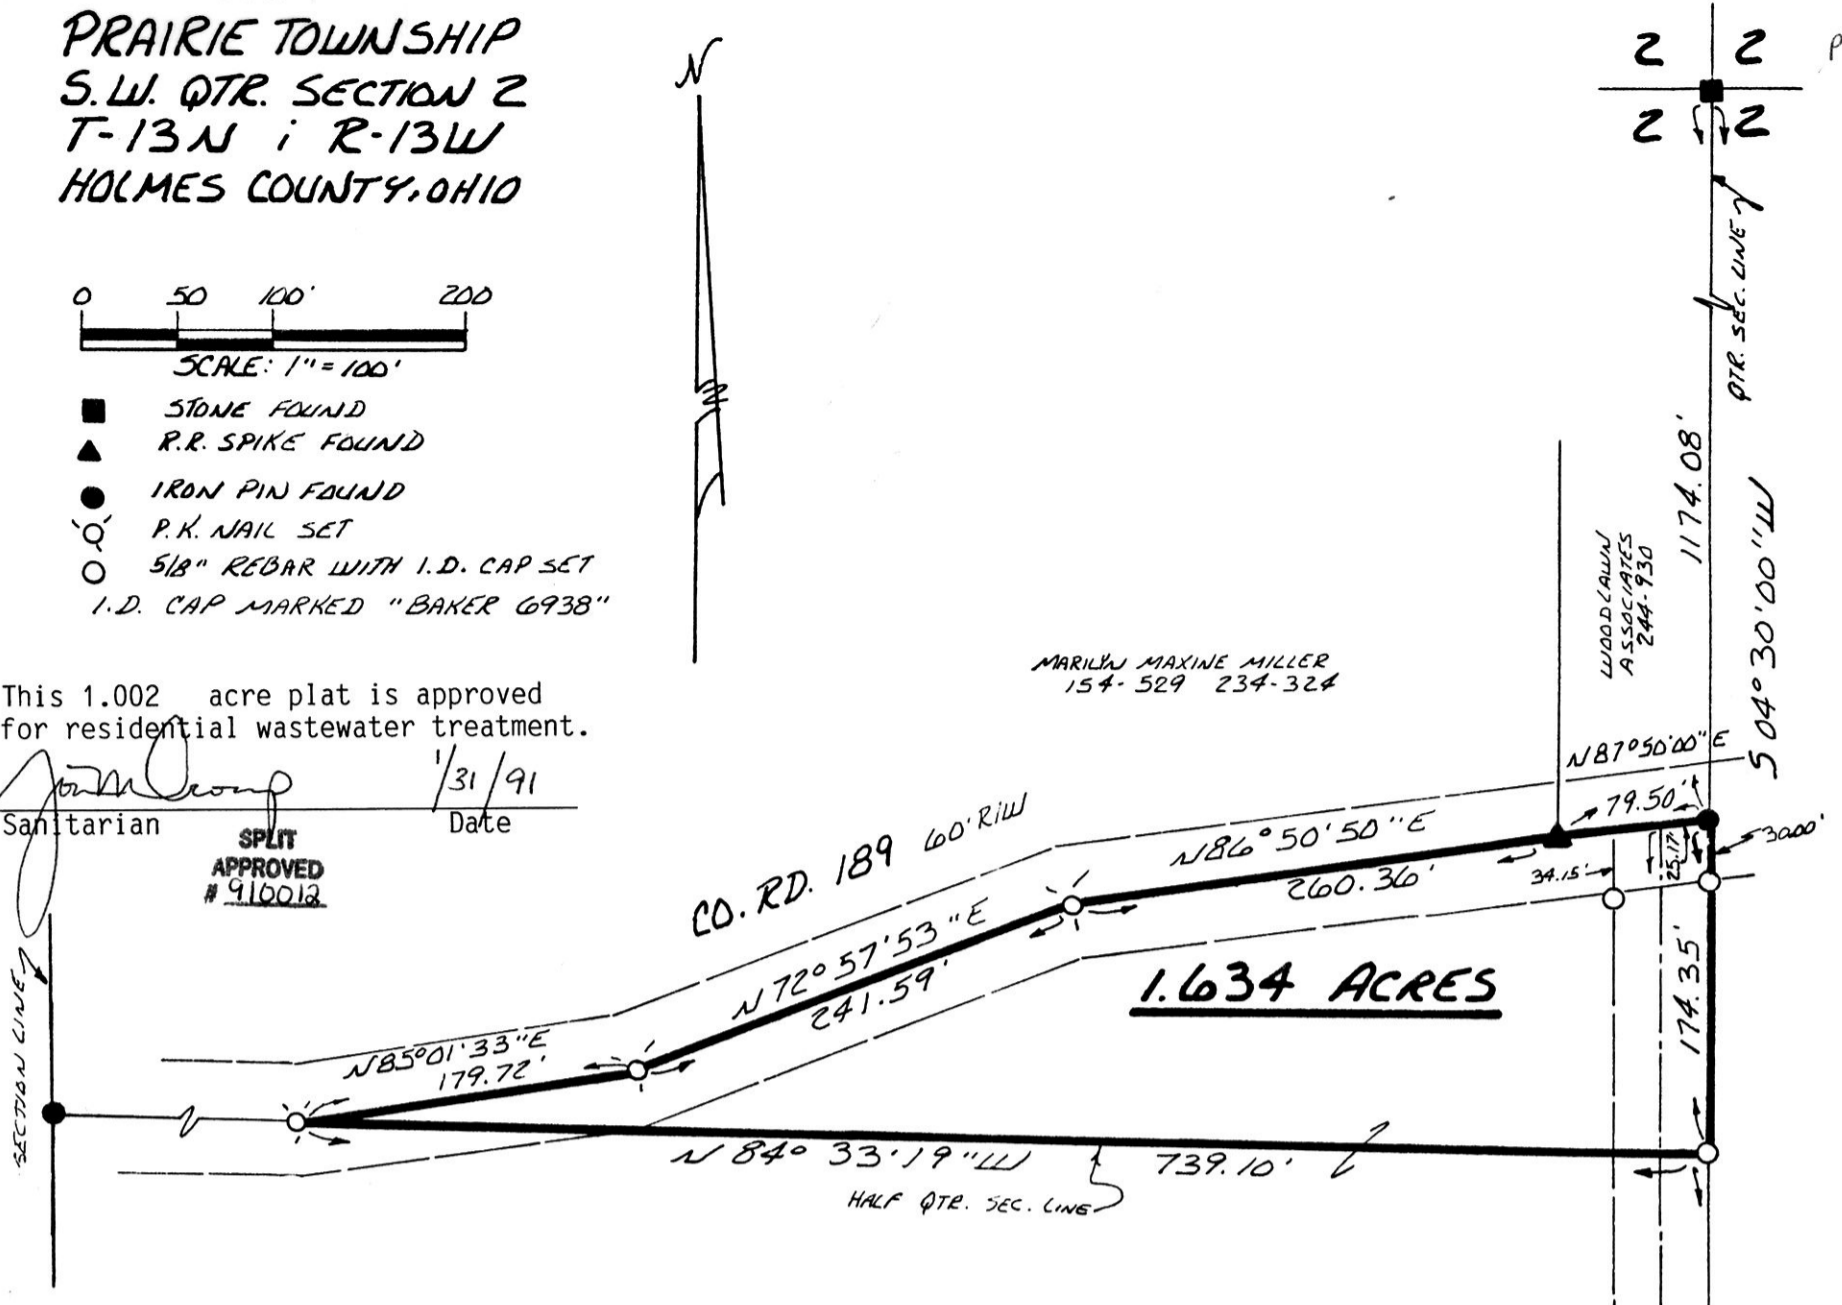 PRAIRIE TOWNSHIP
S.W. QTR. SECTION 2
T-13N ; R-13W
HOLMES COUNTY, OHIO
N
2 2
2 2
P
0 50 100' 200
SCALE: 1"=100'
STONE FOUND
R.R. SPIKE FOUND
IRON PIN FOUND
P.K. NAIL SET
5/8" REBAR WITH I.D. CAP SET
I.D. CAP MARKED "BAKER 6938"
QTR. SEC. LINE
1174.08'
S 04° 30' 00" W
WOODLAWN
ASSOCIATES
244-930
MARILYN MAXINE MILLER
154-529 234-324
This 1.002 acre plat is approved
for residential wastewater treatment.
1/31/91
Sanitarian Date
SPLIT
APPROVED
# 910012
SECTION LINE
CO. RD. 189 60' R/W
N87°50'00"E
79.50'
N86°50'50"E
260.36'
30.00'
25.17'
34.15'
N72°57'53"E
241.59'
N85°01'33"E
179.72'
1.634 ACRES
174.35'
N 84° 33' 19" W 739.10'
HALF QTR. SEC. LINE